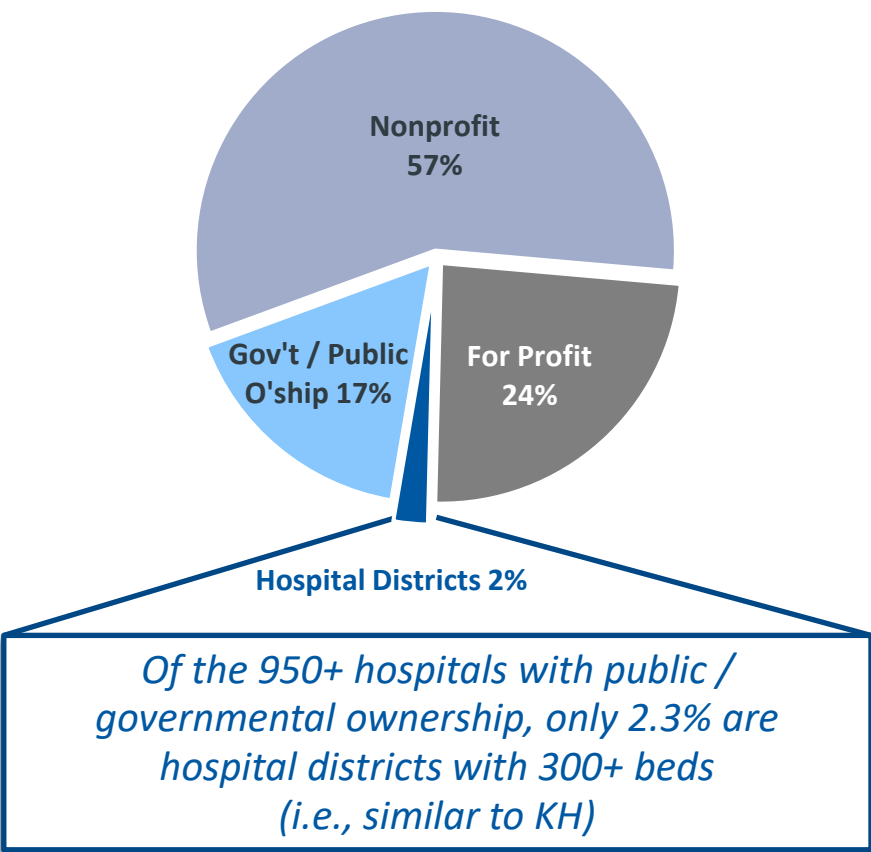 Nonprofit
57%
Gov't / Public
O'ship 17%
For Profit
24%
Hospital Districts 2%
Of the 950+ hospitals with public /
governmental ownership, only 2.3% are
hospital districts with 300+ beds
(i.e., similar to KH)